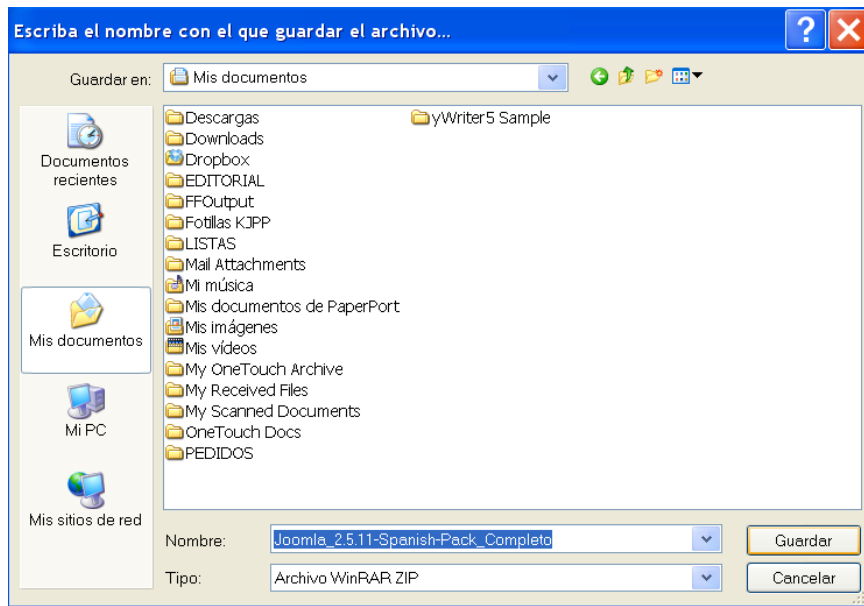 Escriba el nombre con el que guardar el archivo...
Guardar en: Mis documentos
Documentos recientes
Escritorio
Mis documentos
Mi PC
Mis sitios de red
Descargas
Downloads
Dropbox
EDITORIAL
FFOutput
Fotillas KJPP
LISTAS
Mail Attachments
Mi música
Mis documentos de PaperPort
Mis imágenes
Mis vídeos
My OneTouch Archive
My Received Files
My Scanned Documents
OneTouch Docs
PEDIDOS
yWriter5 Sample
Nombre: Joomla_2.5.11-Spanish-Pack_Completo Guardar
Tipo: Archivo WinRAR ZIP Cancelar